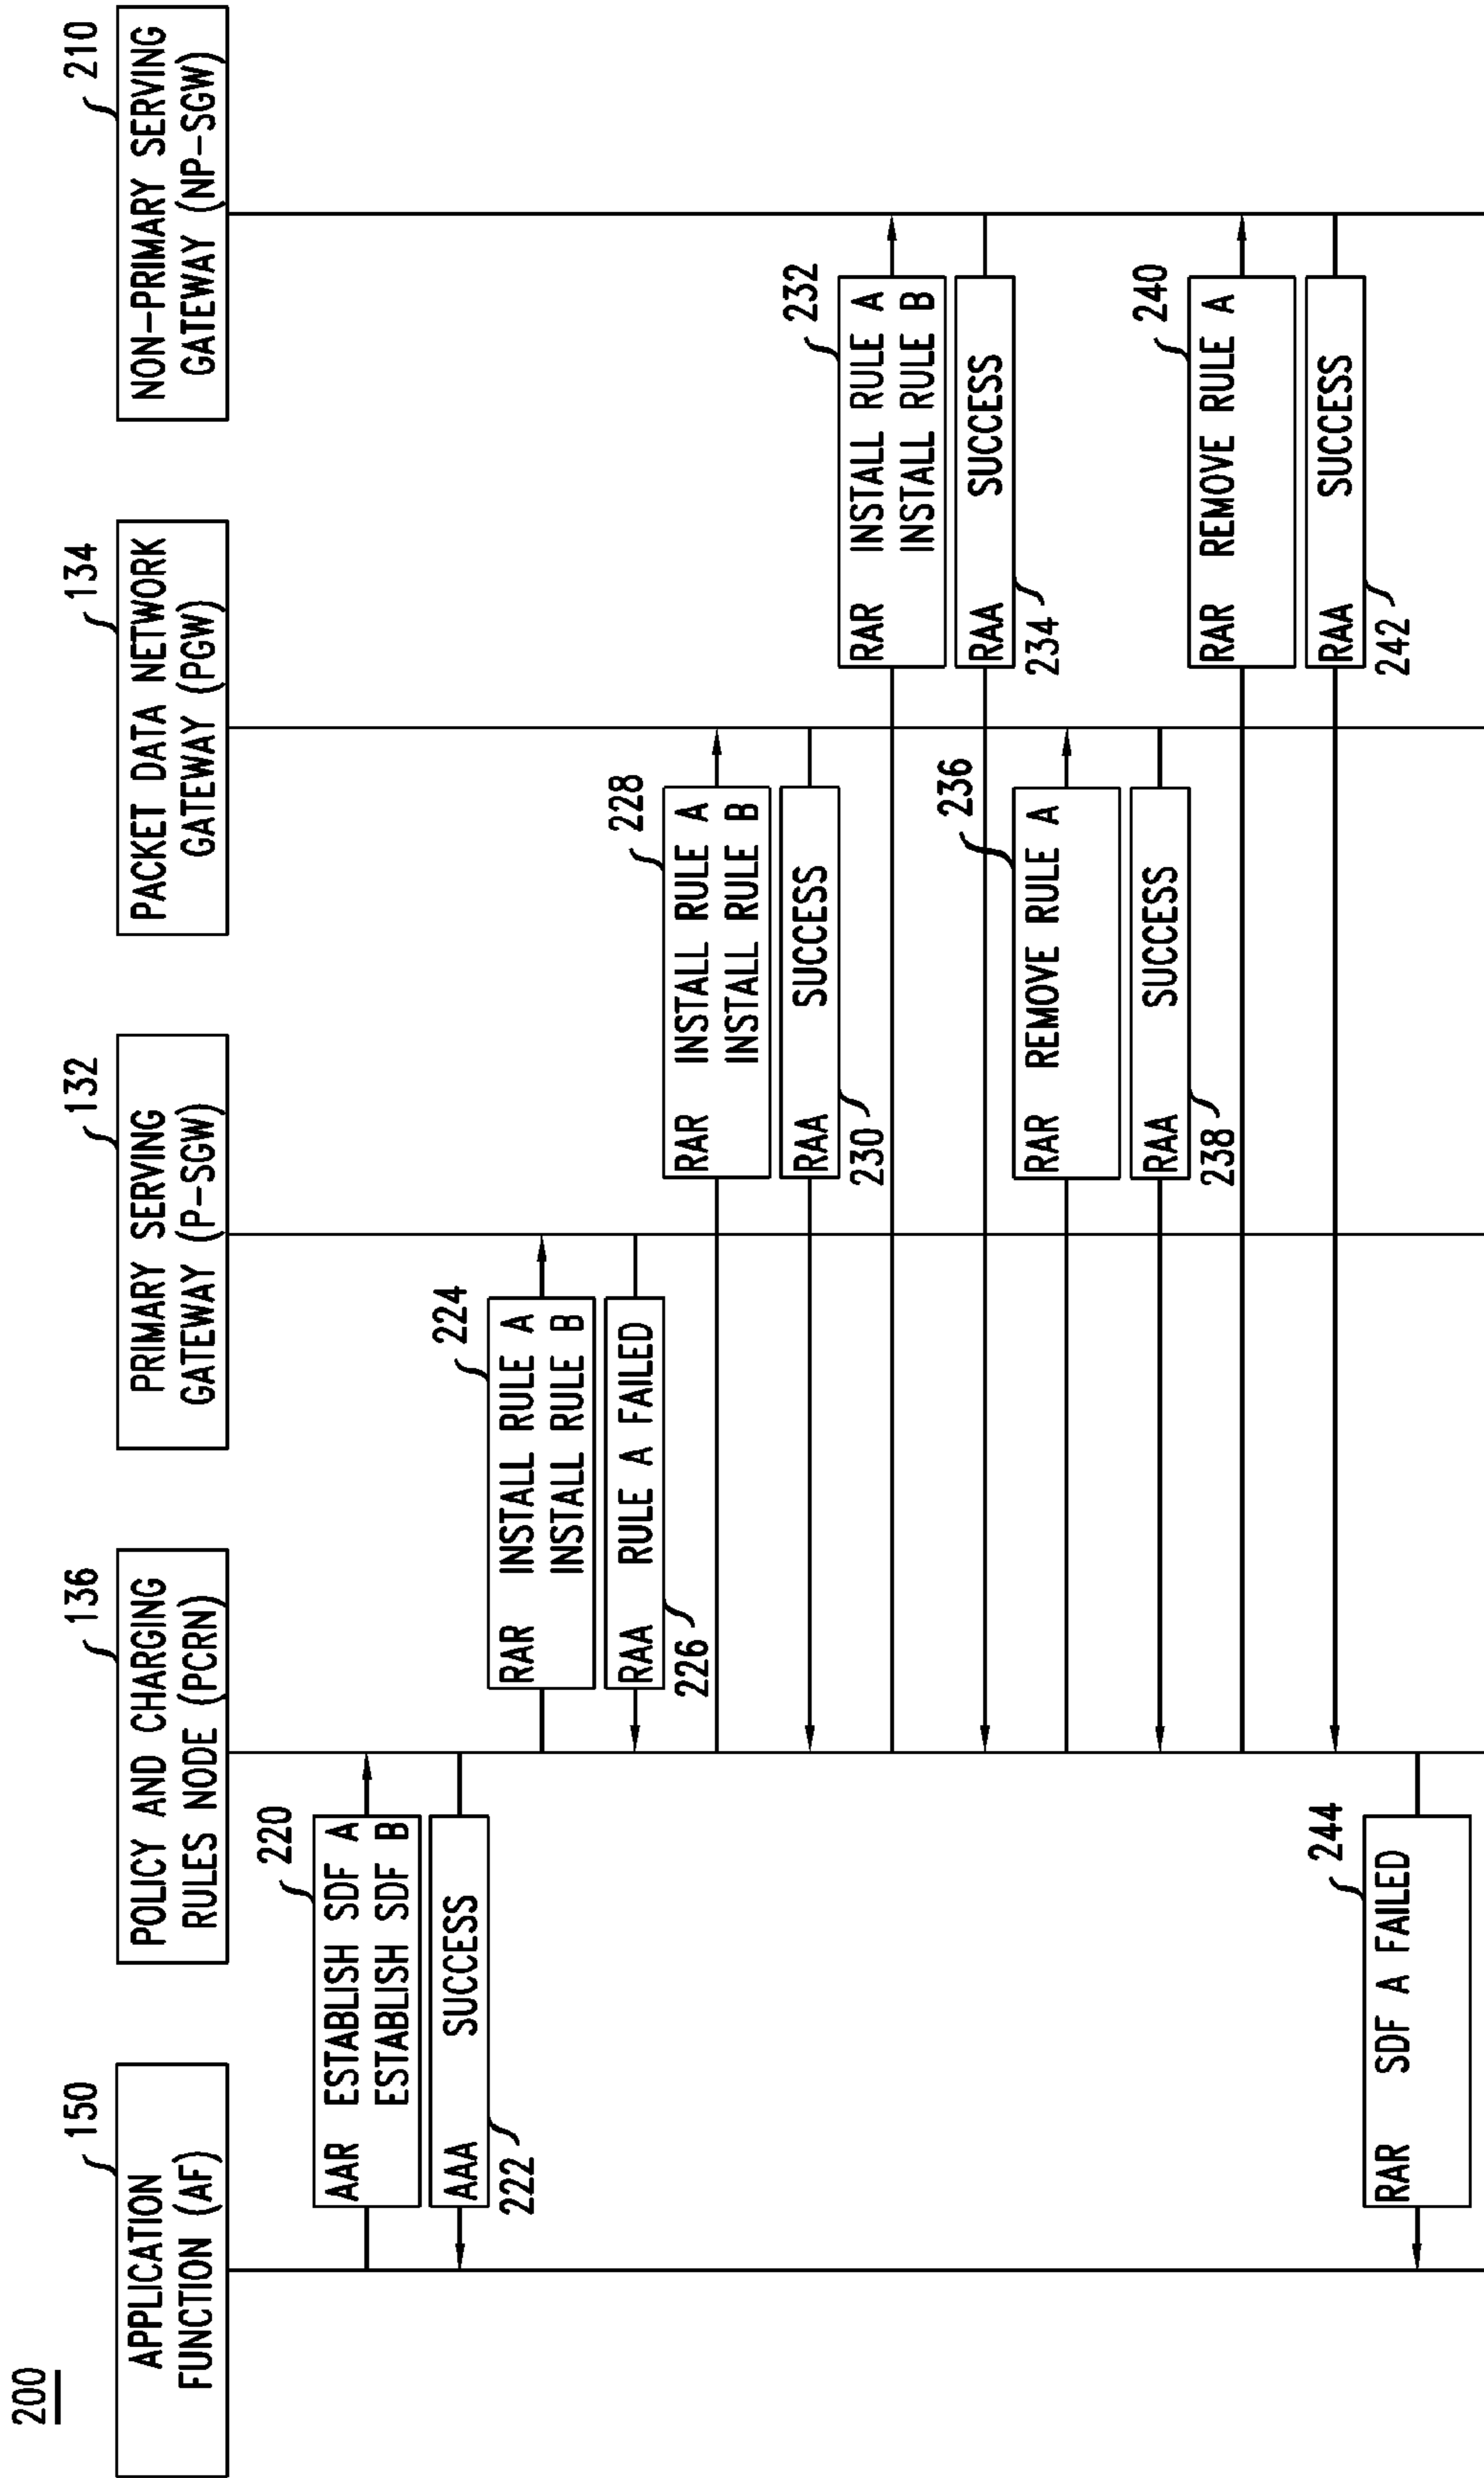 200
150
APPLICATION
FUNCTION (AF)
136
POLICY AND CHARGING
RULES NODE (PCRN)
132
PRIMARY SERVING
GATEWAY (P-SGW)
134
PACKET DATA NETWORK
GATEWAY (PGW)
210
NON-PRIMARY SERVING
GATEWAY (NP-SGW)
220
AAR ESTABLISH SDF A
ESTABLISH SDF B
AAA SUCCESS
222
224
RAR INSTALL RULE A
INSTALL RULE B
RAA RULE A FAILED
226
228
RAR INSTALL RULE A
INSTALL RULE B
RAA SUCCESS
230
232
RAR INSTALL RULE A
INSTALL RULE B
RAA SUCCESS
234
236
RAR REMOVE RULE A
RAA SUCCESS
238
240
RAR REMOVE RULE A
RAA SUCCESS
242
244
RAR SDF A FAILED